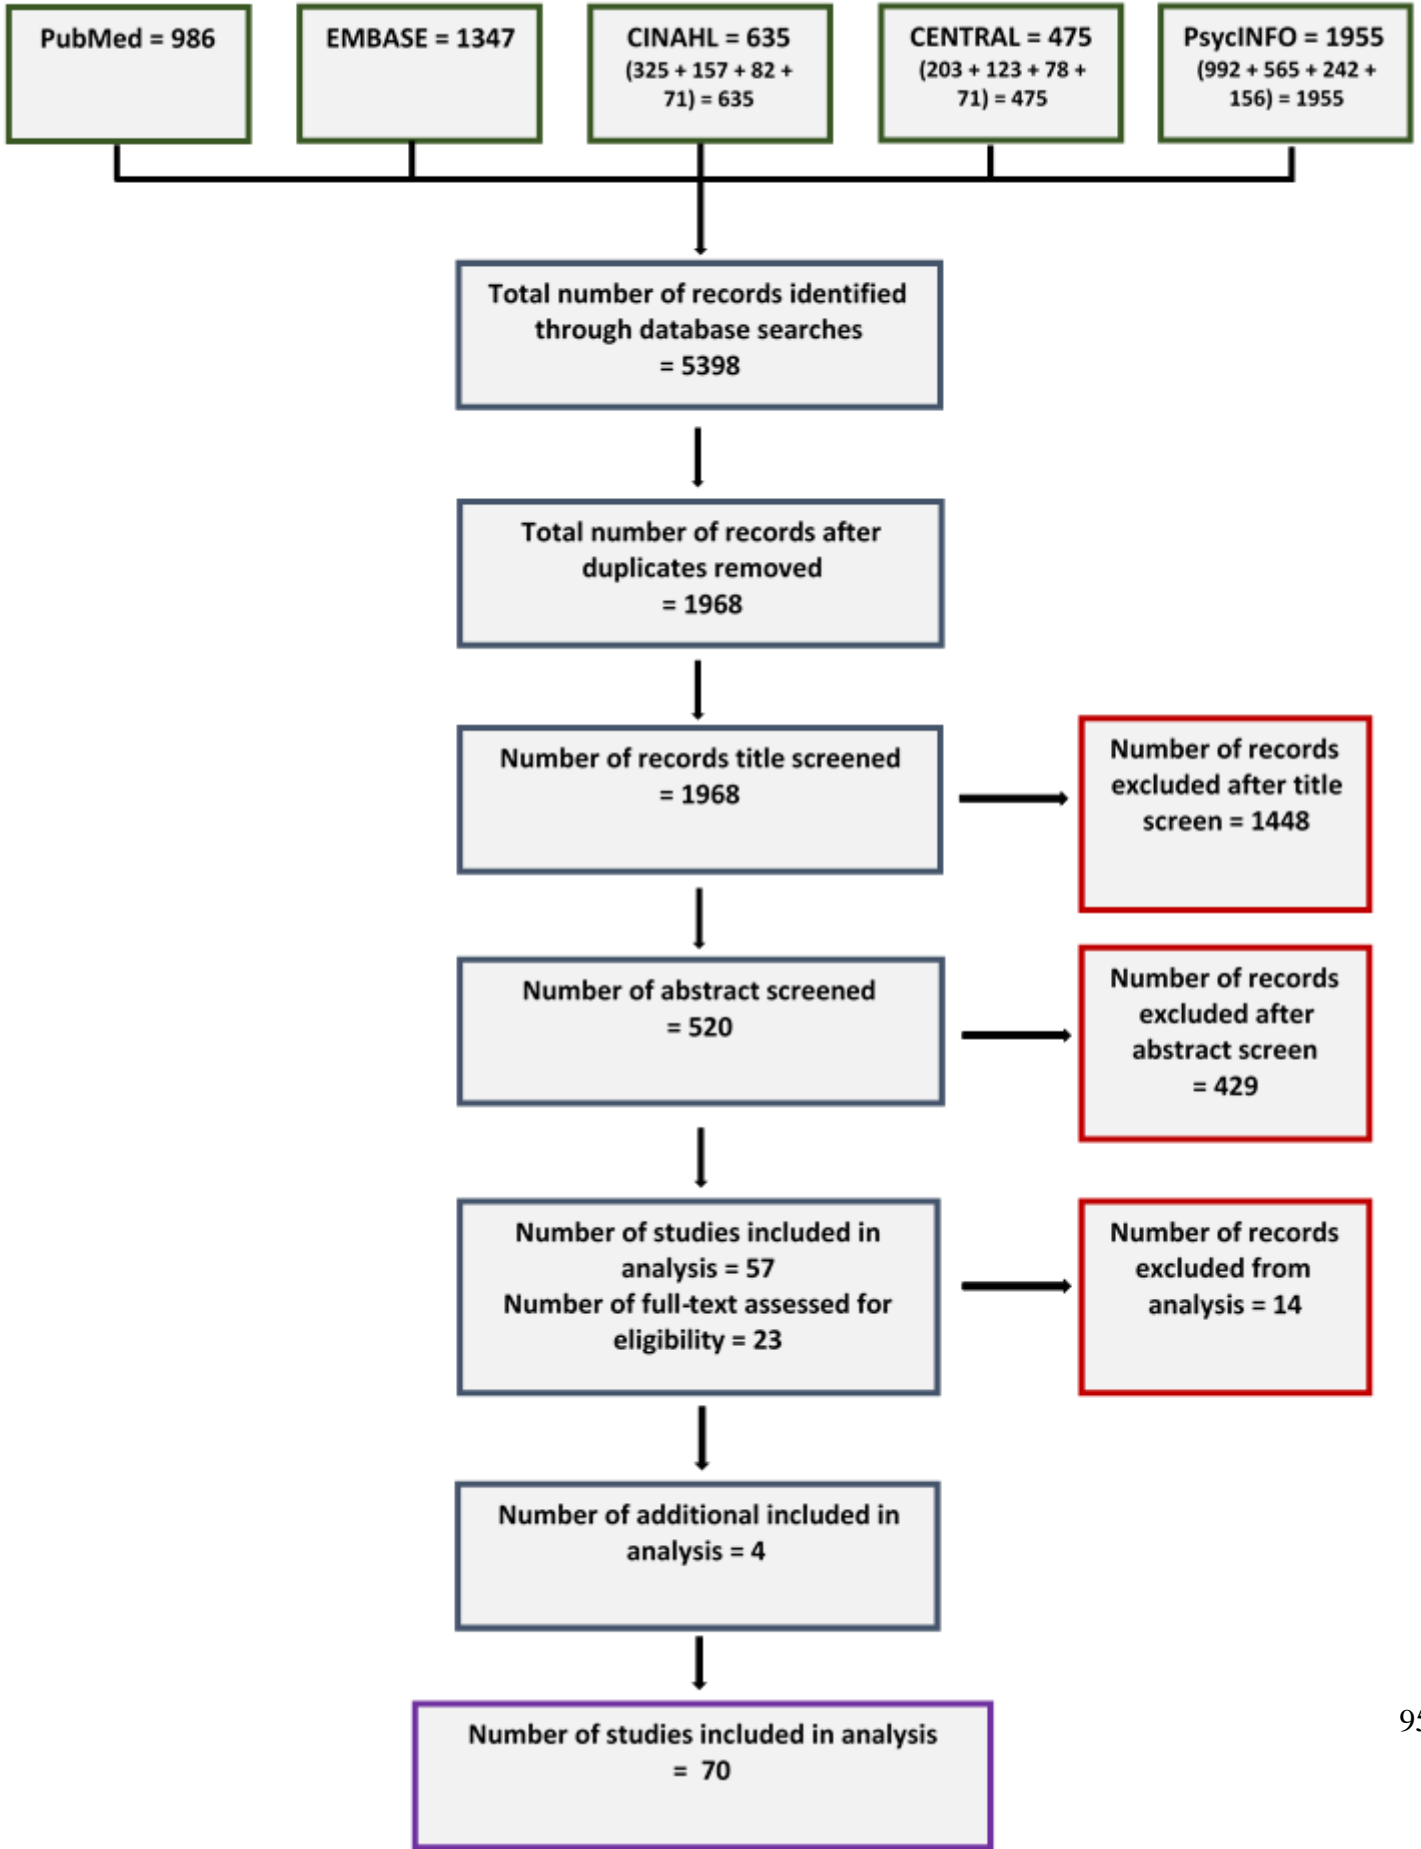 PubMed = 986
EMBASE = 1347
CINAHL = 635
(325 + 157 + 82 +
71) = 635
CENTRAL = 475
(203 + 123 + 78 +
71) = 475
PsycINFO = 1955
(992 + 565 + 242 +
156) = 1955
Total number of records identified
through database searches
= 5398
Total number of records after
duplicates removed
= 1968
Number of records title screened
= 1968
Number of records
excluded after title
screen = 1448
Number of abstract screened
= 520
Number of records
excluded after
abstract screen
= 429
Number of studies included in
analysis = 57
Number of full-text assessed for
eligibility = 23
Number of records
excluded from
analysis = 14
Number of additional included in
analysis = 4
Number of studies included in analysis
= 70
95